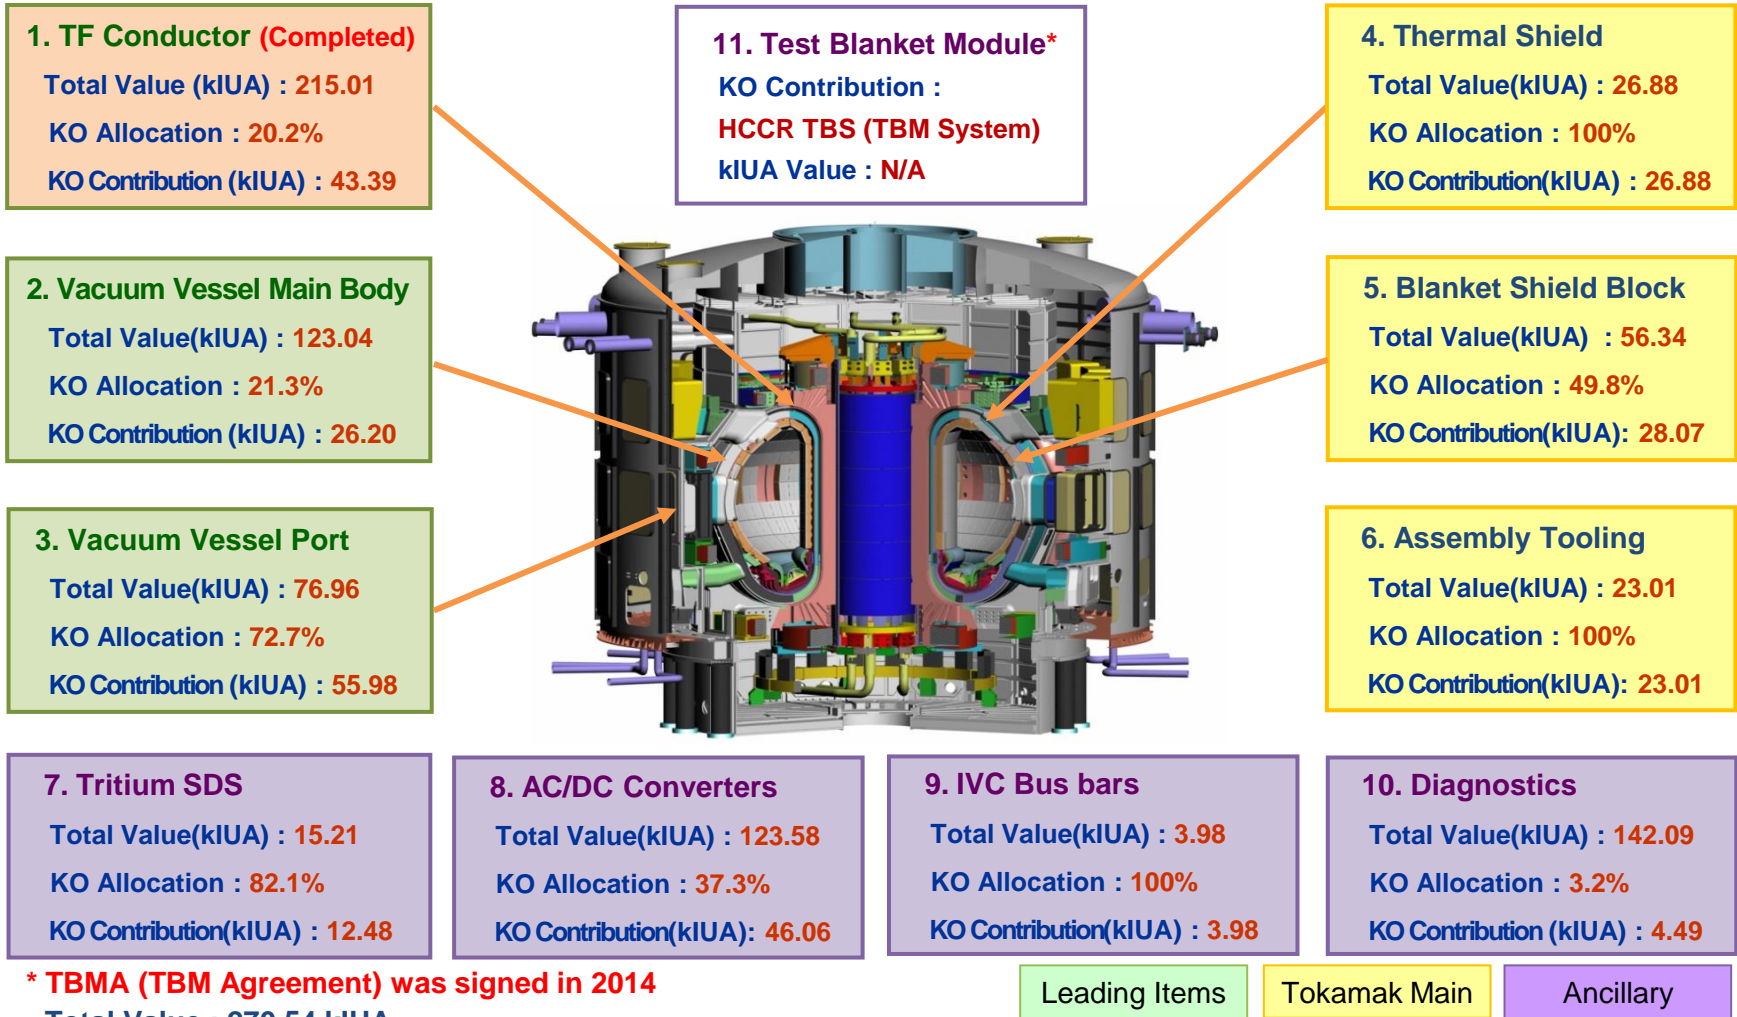 1. TF Conductor (Completed)
Total Value (kIUA) : 215.01
KO Allocation : 20.2%
KO Contribution (kIUA) : 43.39
11. Test Blanket Module*
KO Contribution :
HCCR TBS (TBM System)
kIUA Value : N/A
4. Thermal Shield
Total Value(kIUA) : 26.88
KO Allocation : 100%
KO Contribution(kIUA) : 26.88
2. Vacuum Vessel Main Body
Total Value(kIUA) : 123.04
KO Allocation : 21.3%
KO Contribution (kIUA) : 26.20
5. Blanket Shield Block
Total Value(kIUA) : 56.34
KO Allocation : 49.8%
KO Contribution(kIUA): 28.07
3. Vacuum Vessel Port
Total Value(kIUA) : 76.96
KO Allocation : 72.7%
KO Contribution (kIUA) : 55.98
6. Assembly Tooling
Total Value(kIUA) : 23.01
KO Allocation : 100%
KO Contribution(kIUA): 23.01
7. Tritium SDS
Total Value(kIUA) : 15.21
KO Allocation : 82.1%
KO Contribution(kIUA) : 12.48
8. AC/DC Converters
Total Value(kIUA) : 123.58
KO Allocation : 37.3%
KO Contribution(kIUA): 46.06
9. IVC Bus bars
Total Value(kIUA) : 3.98
KO Allocation : 100%
KO Contribution(kIUA) : 3.98
10. Diagnostics
Total Value(kIUA) : 142.09
KO Allocation : 3.2%
KO Contribution (kIUA) : 4.49
* TBMA (TBM Agreement) was signed in 2014
Total Value : 270.54 kIUA
Leading Items
Tokamak Main
Ancillary